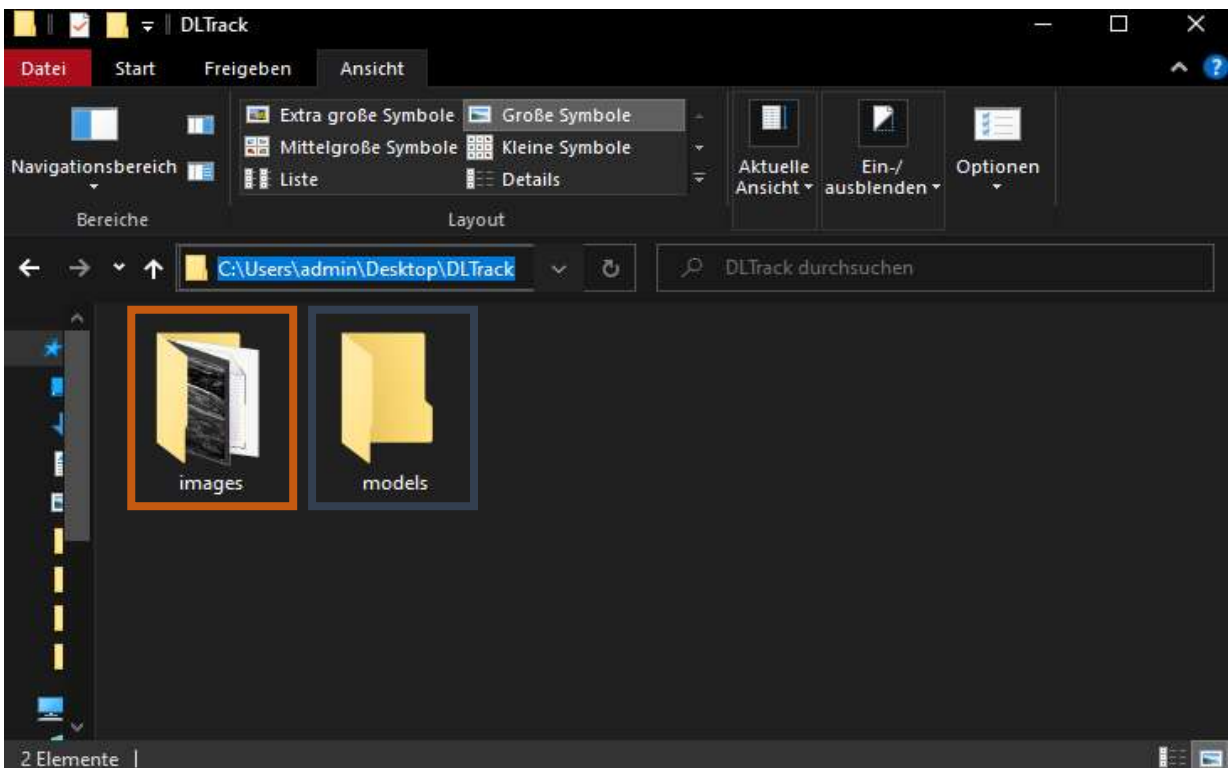 DLTrack
Datei Start Freigeben Ansicht
Navigationsbereich
Extra große Symbole Große Symbole
Mittelgroße Symbole Kleine Symbole
Liste Details
Aktuelle Ansicht
Ein-/ausblenden
Optionen
Bereiche Layout
C:\Users\admin\Desktop\DLTrack
DLTrack durchsuchen
images models
2 Elemente